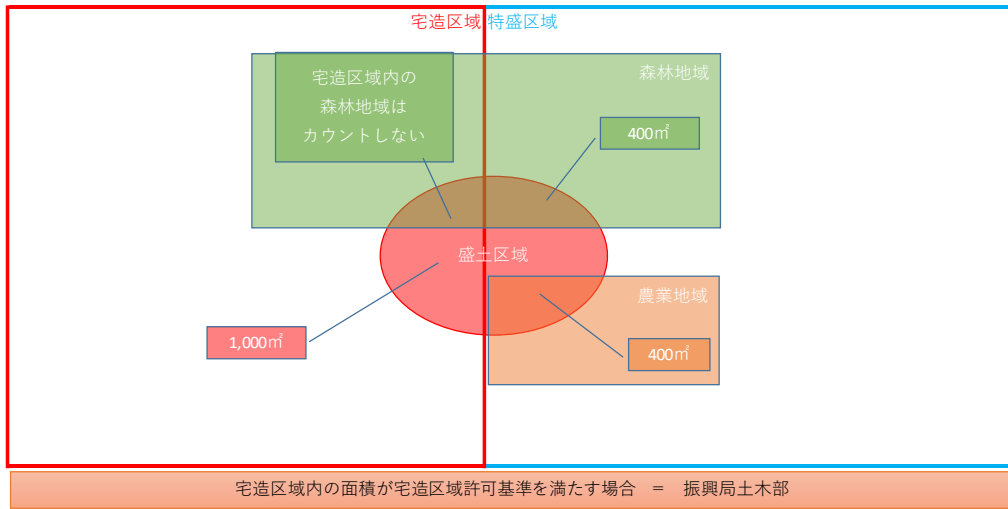 宅造区域 特盛区域
宅造区域内の
森林地域は
カウントしない
森林地域
400㎡
盛土区域
農業地域
1,000㎡
400㎡
宅造区域内の面積が宅造区域許可基準を満たす場合 = 振興局土木部